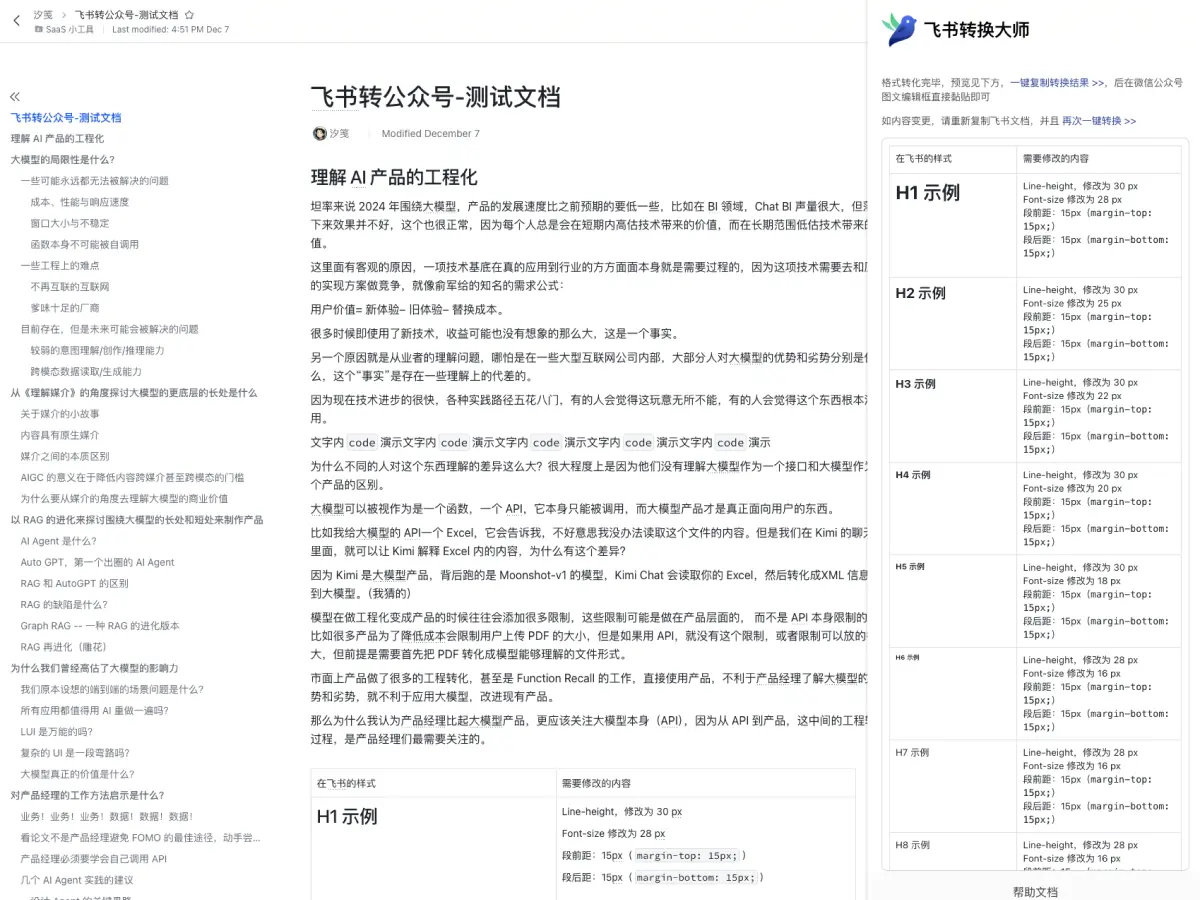 汐笺 > 飞书转公众号-测试文档
SaaS 小工具 Last modified: 4:51 PM Dec 7
飞书转公众号-测试文档
理解 AI 产品的工程化
大模型的局限性是什么?
一些可能永远都无法被解决的问题
成本、性能与响应速度
窗口大小与不稳定
函数本身不可能被自调用
一些工程上的难点
不再互联的互联网
爹味十足的厂商
目前存在，但是未来可能会被解决的问题
较弱的意图理解/创作/推理能力
跨模态数据读取/生成能力
从《理解媒介》的角度探讨大模型的更底层的长处是什么
关于媒介的小故事
内容具有原生媒介
媒介之间的本质区别
AIGC 的意义在于降低内容跨媒介甚至跨模态的门槛
为什么要从媒介的角度去理解大模型的商业价值
以 RAG 的进化来探讨围绕大模型的长处和短处来制作产品
AI Agent 是什么?
Auto GPT，第一个出圈的 AI Agent
RAG 和 AutoGPT 的区别
RAG 的缺陷是什么?
Graph RAG -- 一种 RAG 的进化版本
RAG 再进化（雕花）
为什么我们曾经高估了大模型的影响力
我们原本设想的端到端的场景问题是什么?
所有应用都值得用 AI 重做一遍吗?
LUI 是万能的吗?
复杂的 UI 是一段弯路吗?
大模型真正的价值是什么?
对产品经理的工作方法启示是什么?
业务！业务！业务！数据！数据！数据！
看论文不是产品经理避免 FOMO 的最佳途径，动手尝...
产品经理必须要学会自己调用 API
几个 AI Agent 实践的建议
飞书转公众号-测试文档
汐笺 Modified December 7
理解 AI 产品的工程化
坦率来说 2024 年围绕大模型，产品的发展速度比之前预期的要低一些，比如在 BI 领域，Chat BI 声量很大，但
下来效果并不好，这个也很正常，因为每个人总是会在短期内高估技术带来的价值，而在长期范围低估技术带来的
值。
这里面有客观的原因，一项技术基底在真的应用到行业的方方面面本身就是需要过程的，因为这项技术需要去和
的实现方案做竞争，就像俞军给的知名的需求公式：
用户价值= 新体验– 旧体验– 替换成本。
很多时候即使用了新技术，收益可能也没有想象的那么大，这是一个事实。
另一个原因就是从业者的理解问题，哪怕是在一些大型互联网公司内部，大部分人对大模型的优势和劣势分别是
么，这个“事实”是存在一些理解上的代差的。
因为现在技术进步的很快，各种实践路径五花八门，有的人会觉得这玩意无所不能，有的人会觉得这个东西根本
用。
文字内 code 演示文字内 code 演示文字内 code 演示文字内 code 演示文字内 code 演示
为什么不同的人对这个东西理解的差异这么大？很大程度上是因为他们没有理解大模型作为一个接口和大模型作
个产品的区别。
大模型可以被视作为是一个函数，一个 API，它本身只能被调用，而大模型产品才是真正面向用户的东西。
比如我给大模型的 API一个 Excel，它会告诉我，不好意思我没办法读取这个文件的内容。但是我们在 Kimi 的聊
里面，就可以让 Kimi 解释 Excel 内的内容，为什么有这个差异?
因为 Kimi 是大模型产品，背后跑的是 Moonshot-v1 的模型，Kimi Chat 会读取你的 Excel，然后转化成XML 信息
到大模型。（我猜的）
模型在做工程化变成产品的时候往往会添加很多限制，这些限制可能是做在产品层面的， 而不是 API 本身限制的
比如很多产品为了降低成本会限制用户上传 PDF 的大小，但是如果用 API，就没有这个限制，或者限制可以放的
大，但前提是需要首先把 PDF 转化成模型能够理解的文件形式。
市面上产品做了很多的工程转化，甚至是 Function Recall 的工作，直接使用产品，不利于产品经理了解大模型的
势和劣势，就不利于应用大模型，改进现有产品。
那么为什么我认为产品经理比起大模型产品，更应该关注大模型本身（API），因为从 API 到产品，这中间的工程
过程，是产品经理们最需要关注的。
在飞书的样式 需要修改的内容
H1 示例
Line-height，修改为 30 px
Font-size 修改为 28 px
段前距：15px（margin-top: 15px;）
段后距：15px（margin-bottom: 15px;）
飞书转换大师
格式转化完毕，预览见下方，一键复制转换结果 >>，后在微信公众号
图文编辑框直接黏贴即可
如内容变更，请重新复制飞书文档，并且 再次一键转换 >>
在飞书的样式 需要修改的内容
H1 示例
Line-height，修改为 30 px
Font-size 修改为 28 px
段前距：15px（margin-top:
15px;）
段后距：15px（margin-bottom:
15px;）
H2 示例
Line-height，修改为 30 px
Font-size 修改为 25 px
段前距：15px（margin-top:
15px;）
段后距：15px（margin-bottom:
15px;）
H3 示例
Line-height，修改为 30 px
Font-size 修改为 22 px
段前距：15px（margin-top:
15px;）
段后距：15px（margin-bottom:
15px;）
H4 示例
Line-height，修改为 30 px
Font-size 修改为 20 px
段前距：15px（margin-top:
15px;）
段后距：15px（margin-bottom:
15px;）
H5 示例
Line-height，修改为 30 px
Font-size 修改为 18 px
段前距：15px（margin-top:
15px;）
段后距：15px（margin-bottom:
15px;）
H6 示例
Line-height，修改为 28 px
Font-size 修改为 16 px
段前距：15px（margin-top:
15px;）
段后距：15px（margin-bottom:
15px;）
H7 示例
Line-height，修改为 28 px
Font-size 修改为 16 px
段前距：15px（margin-top:
15px;）
段后距：15px（margin-bottom:
15px;）
H8 示例
Line-height，修改为 28 px
Font-size 修改为 16 px
帮助文档